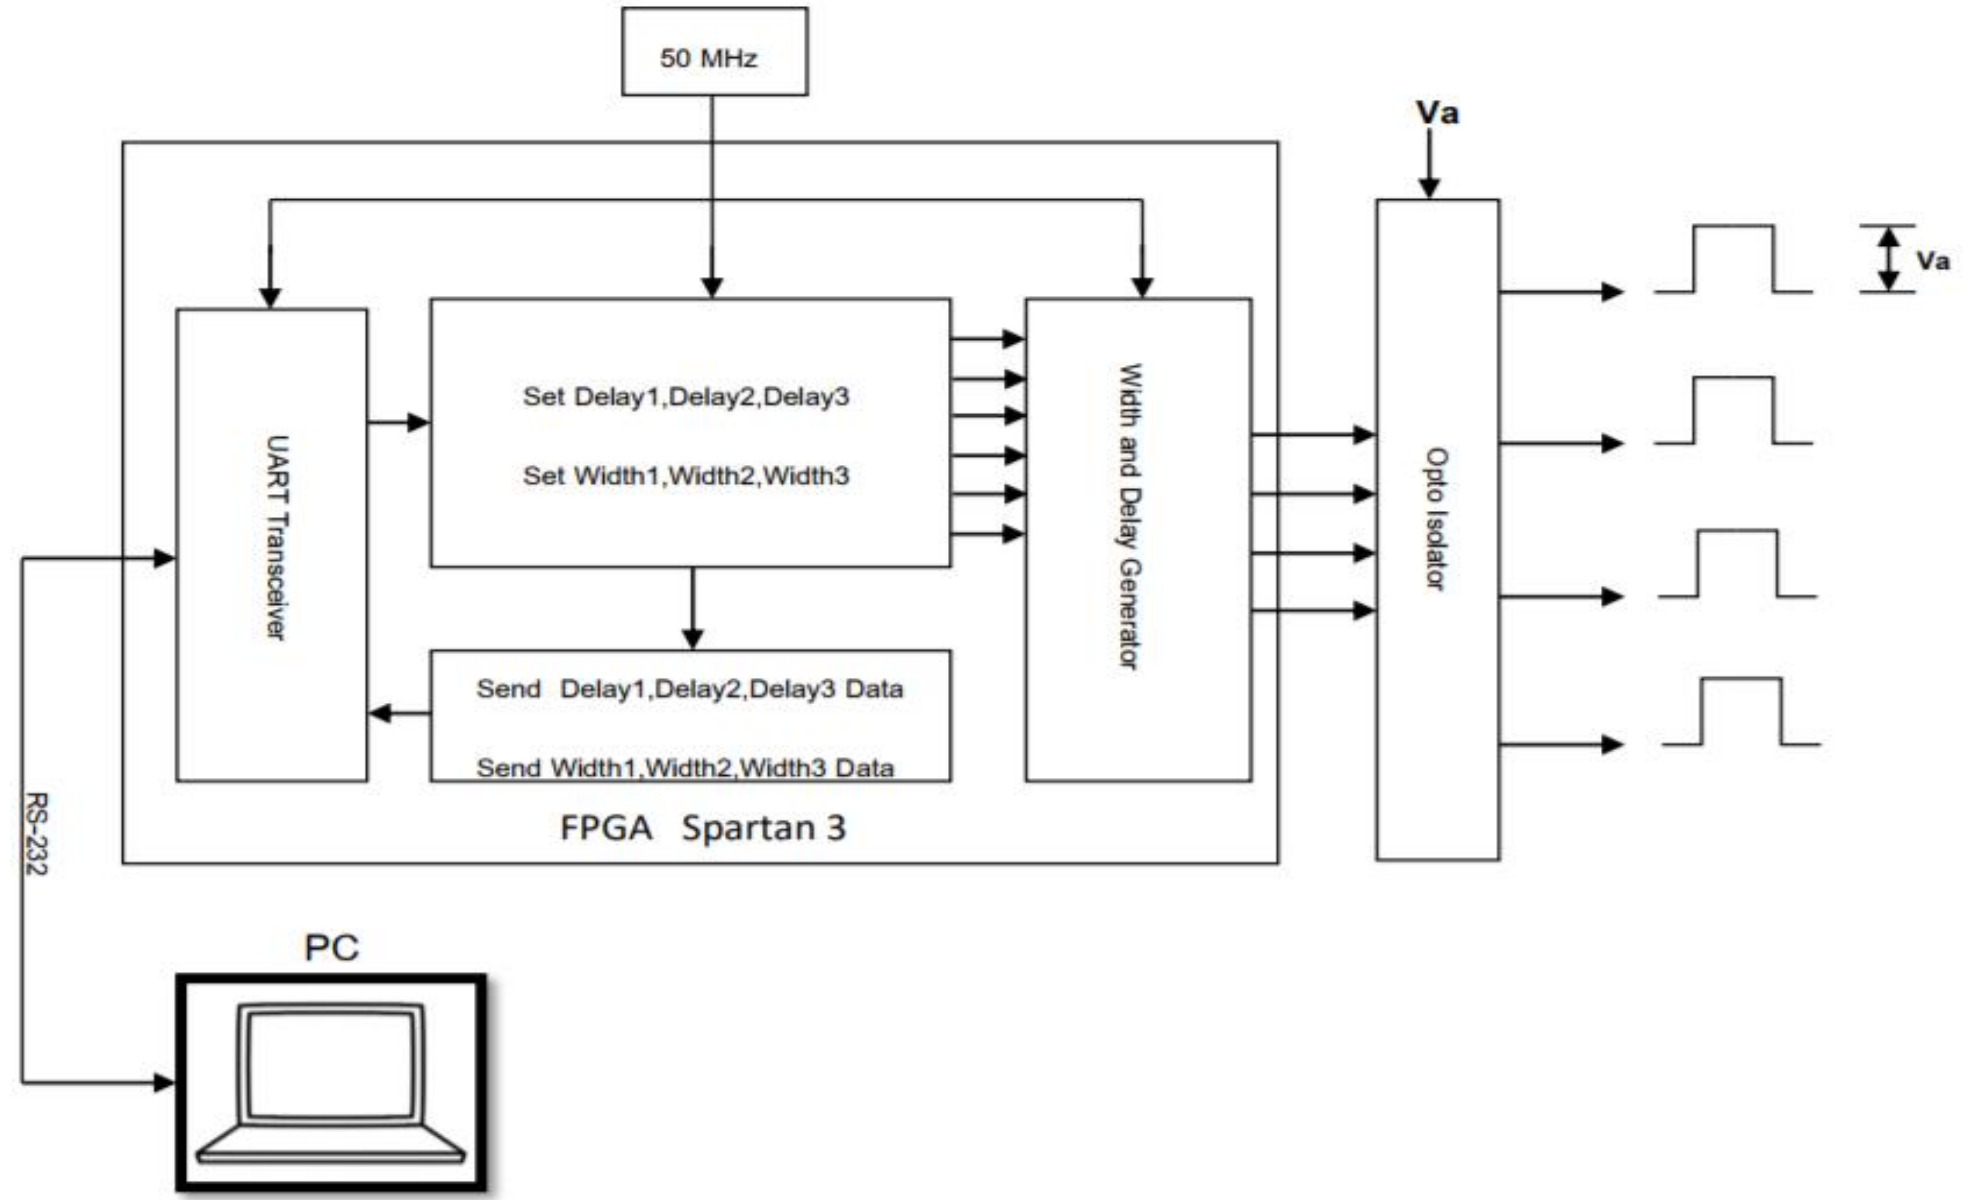 50 MHz
Va
Va
UART Transceiver
Set Delay1,Delay2,Delay3
Set Width1,Width2,Width3
Width and Delay Generator
Opto Isolator
Send Delay1,Delay2,Delay3 Data
Send Width1,Width2,Width3 Data
FPGA Spartan 3
RS-232
PC